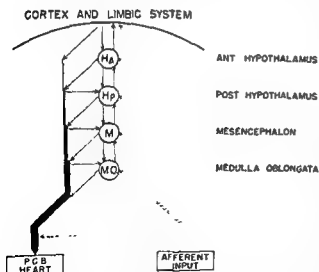 CORTEX AND LIMBIC SYSTEM
HA ANT HYPOTHALAMUS
HP POST HYPOTHALAMUS
M MESENCEPHALON
MO MEDULLA OBLONGATA
AFFERENT
INPUT
PGB
HEART